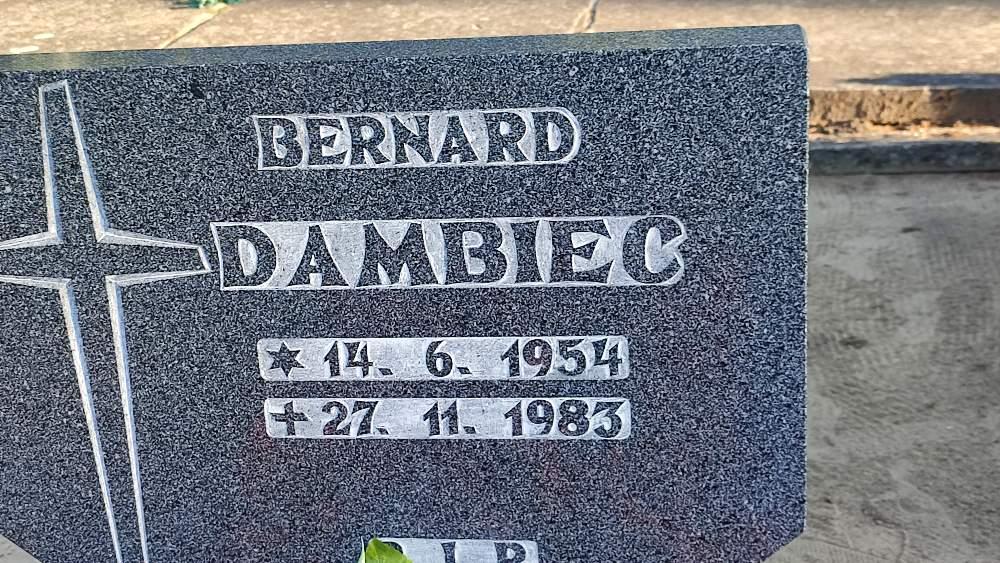 BERNARD
DAMBIEC
* 14. 6. 1954
+ 27. 11. 1983
R.I.P.